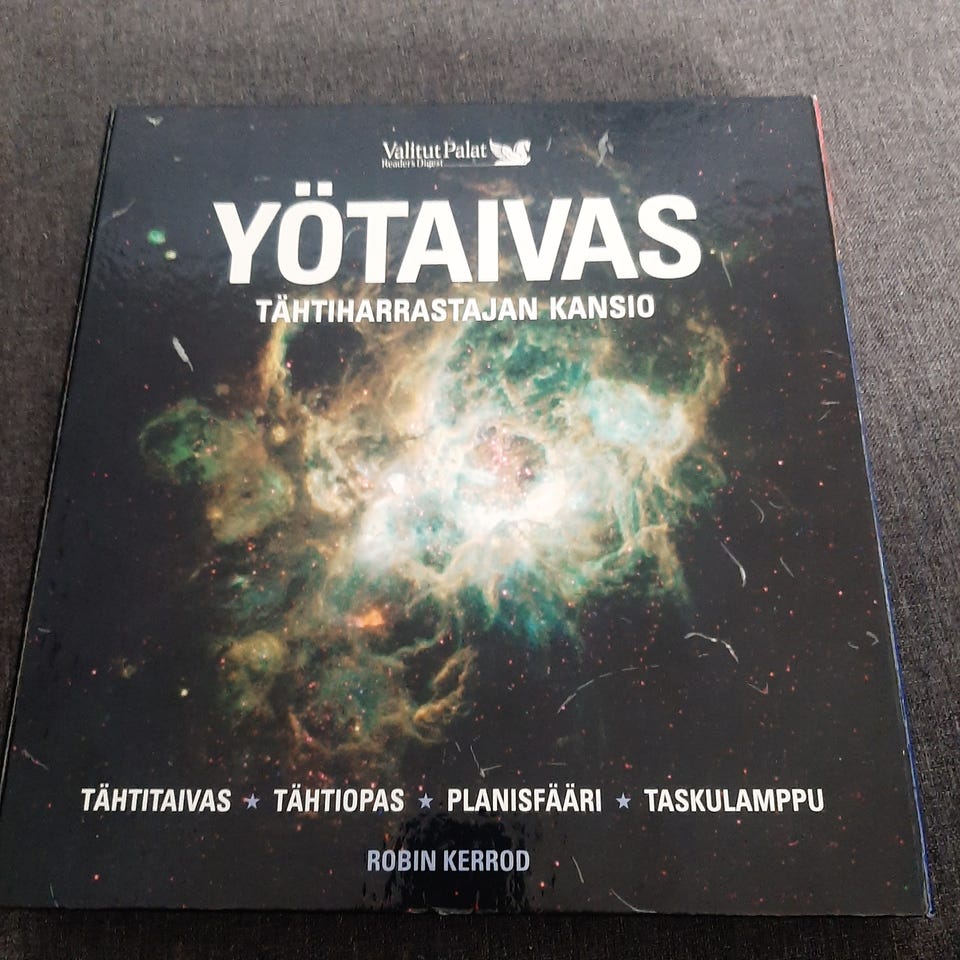 Valitut Palat
Reader's Digest
YÖTAIVAS
TÄHTIHARRASTAJAN KANSIO
TÄHTITAIVAS ★ TÄHTIOPAS ★ PLANISFÄÄRI ★ TASKULAMPPU
ROBIN KERROD